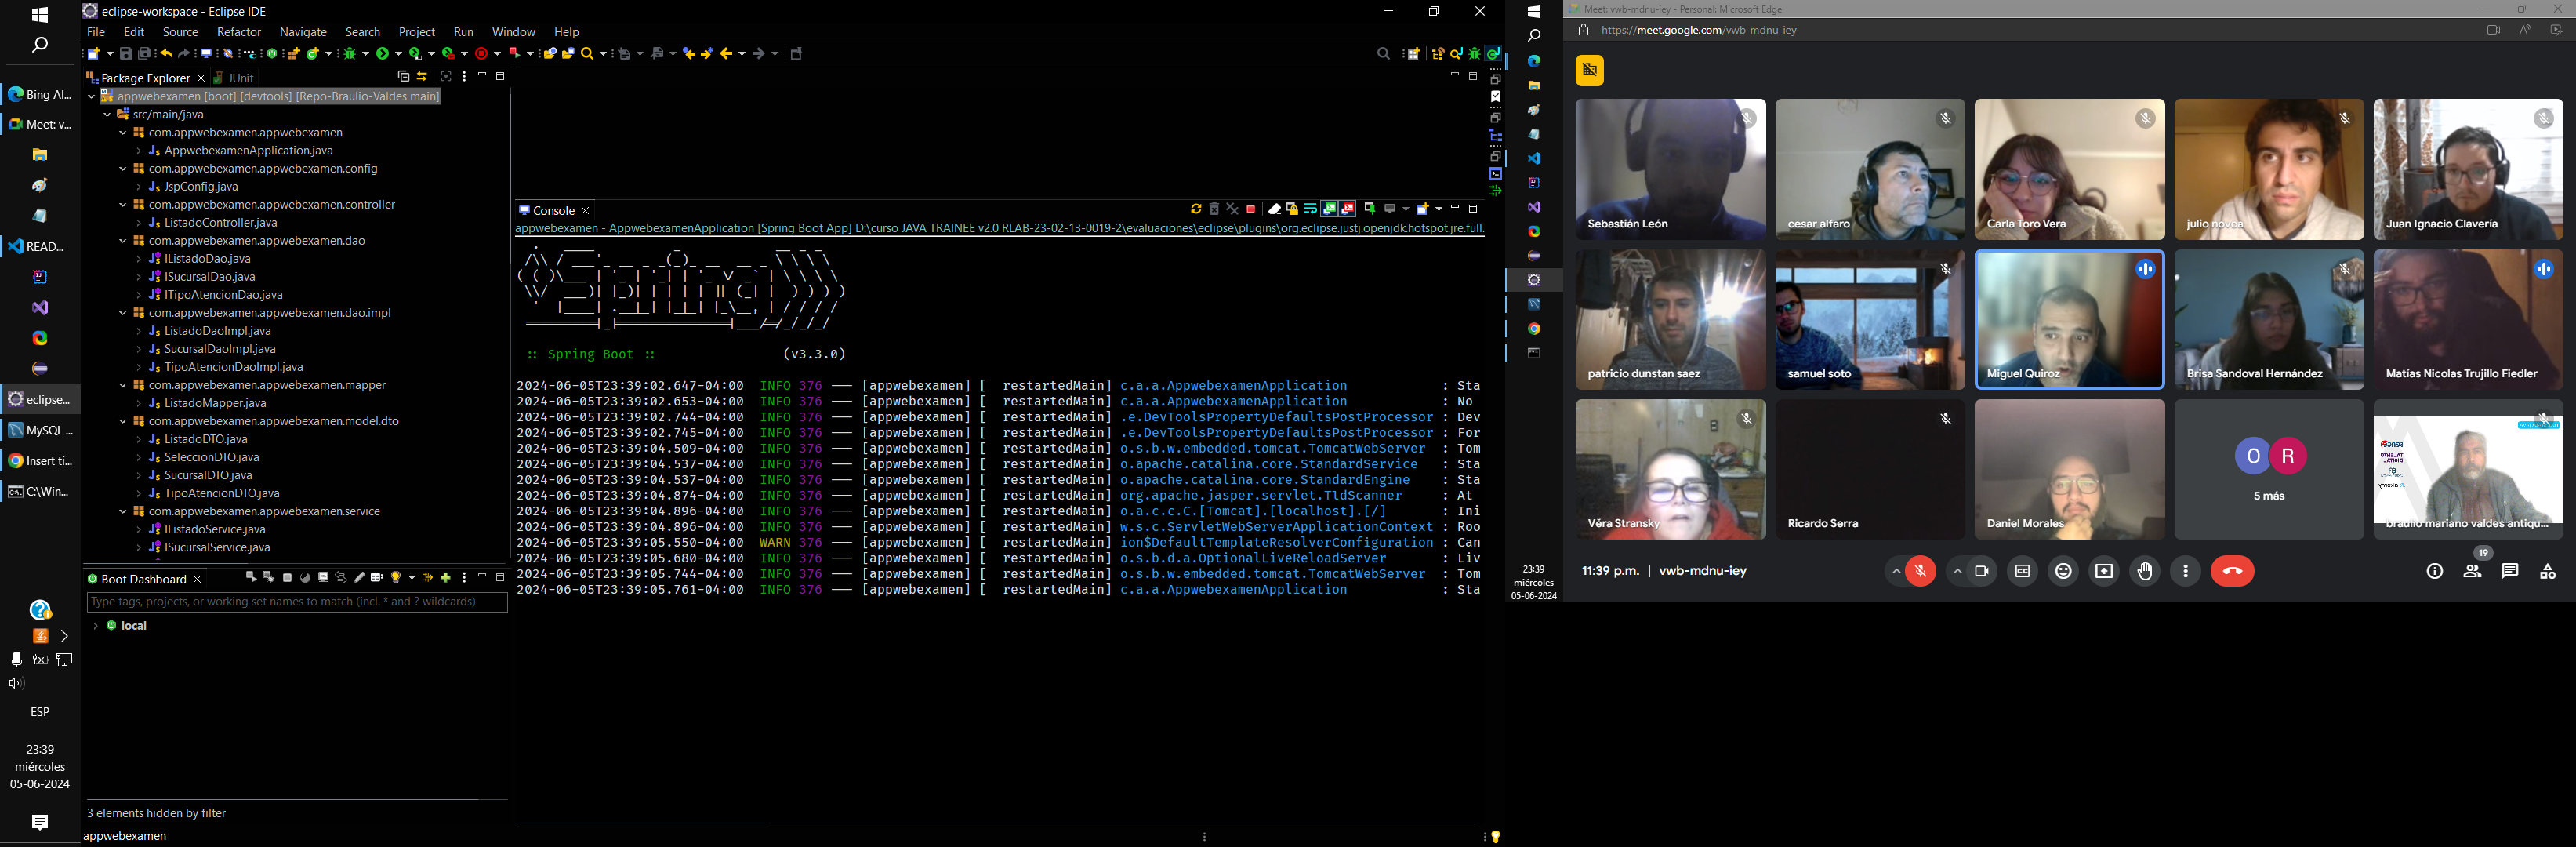 eclipse-workspace - Eclipse IDE
File Edit Source Refactor Navigate Search Project Run Window Help
Package Explorer
JUnit
appwebexamen [boot] [devtools] [Repo-Braulio-Valdes main]
src/main/java
com.appwebexamen.appwebexamen
AppwebexamenApplication.java
com.appwebexamen.appwebexamen.config
JspConfig.java
com.appwebexamen.appwebexamen.controller
ListadoController.java
com.appwebexamen.appwebexamen.dao
IListadoDao.java
ISucursalDao.java
ITipoAtencionDao.java
com.appwebexamen.appwebexamen.dao.impl
ListadoDaoImpl.java
SucursalDaoImpl.java
TipoAtencionDaoImpl.java
com.appwebexamen.appwebexamen.mapper
ListadoMapper.java
com.appwebexamen.appwebexamen.model.dto
ListadoDTO.java
SeleccionDTO.java
SucursalDTO.java
TipoAtencionDTO.java
com.appwebexamen.appwebexamen.service
IListadoService.java
ISucursalService.java
Boot Dashboard
Type tags, projects, or working set names to match (incl. * and ? wildcards)
local
3 elements hidden by filter
appwebexamen
Bing AI...
Meet: v...
READ...
eclipse...
MySQL ...
Insert ti...
C:\Win...
ESP
23:39
miércoles
05-06-2024
Console
appwebexamen - AppwebexamenApplication [Spring Boot App] D:\curso JAVA TRAINEE v2.0 RLAB-23-02-13-0019-2\evaluaciones\eclipse\plugins\org.eclipse.justj.openjdk.hotspot.jre.full.
:: Spring Boot :: (v3.3.0)
2024-06-05T23:39:02.647-04:00 INFO 376 --- [appwebexamen] [ restartedMain] c.a.a.AppwebexamenApplication : Sta
2024-06-05T23:39:02.653-04:00 INFO 376 --- [appwebexamen] [ restartedMain] c.a.a.AppwebexamenApplication : No
2024-06-05T23:39:02.744-04:00 INFO 376 --- [appwebexamen] [ restartedMain] .e.DevToolsPropertyDefaultsPostProcessor : Dev
2024-06-05T23:39:02.745-04:00 INFO 376 --- [appwebexamen] [ restartedMain] .e.DevToolsPropertyDefaultsPostProcessor : For
2024-06-05T23:39:04.509-04:00 INFO 376 --- [appwebexamen] [ restartedMain] o.s.b.w.embedded.tomcat.TomcatWebServer : Tom
2024-06-05T23:39:04.537-04:00 INFO 376 --- [appwebexamen] [ restartedMain] o.apache.catalina.core.StandardService : Sta
2024-06-05T23:39:04.537-04:00 INFO 376 --- [appwebexamen] [ restartedMain] o.apache.catalina.core.StandardEngine : Sta
2024-06-05T23:39:04.874-04:00 INFO 376 --- [appwebexamen] [ restartedMain] org.apache.jasper.servlet.TldScanner : At
2024-06-05T23:39:04.896-04:00 INFO 376 --- [appwebexamen] [ restartedMain] o.a.c.c.C.[Tomcat].[localhost].[/] : Ini
2024-06-05T23:39:04.896-04:00 INFO 376 --- [appwebexamen] [ restartedMain] w.s.c.ServletWebServerApplicationContext : Roo
2024-06-05T23:39:05.550-04:00 WARN 376 --- [appwebexamen] [ restartedMain] ion$DefaultTemplateResolverConfiguration : Can
2024-06-05T23:39:05.680-04:00 INFO 376 --- [appwebexamen] [ restartedMain] o.s.b.d.a.OptionalLiveReloadServer : Liv
2024-06-05T23:39:05.744-04:00 INFO 376 --- [appwebexamen] [ restartedMain] o.s.b.w.embedded.tomcat.TomcatWebServer : Tom
2024-06-05T23:39:05.761-04:00 INFO 376 --- [appwebexamen] [ restartedMain] c.a.a.AppwebexamenApplication : Sta
23:39
miércoles
05-06-2024
Meet: vwb-mdnu-iey - Personal: Microsoft Edge
https://meet.google.com/vwb-mdnu-iey
Sebastián León
cesar alfaro
Carla Toro Vera
julio novoa
Juan Ignacio Clavería
patricio dunstan saez
samuel soto
Miguel Quiroz
Brisa Sandoval Hernández
Matías Nicolas Trujillo Fiedler
Věra Stransky
Ricardo Serra
Daniel Morales
O R
5 más
braulio mariano valdes antiqu...
11:39 p.m. | vwb-mdnu-iey
19